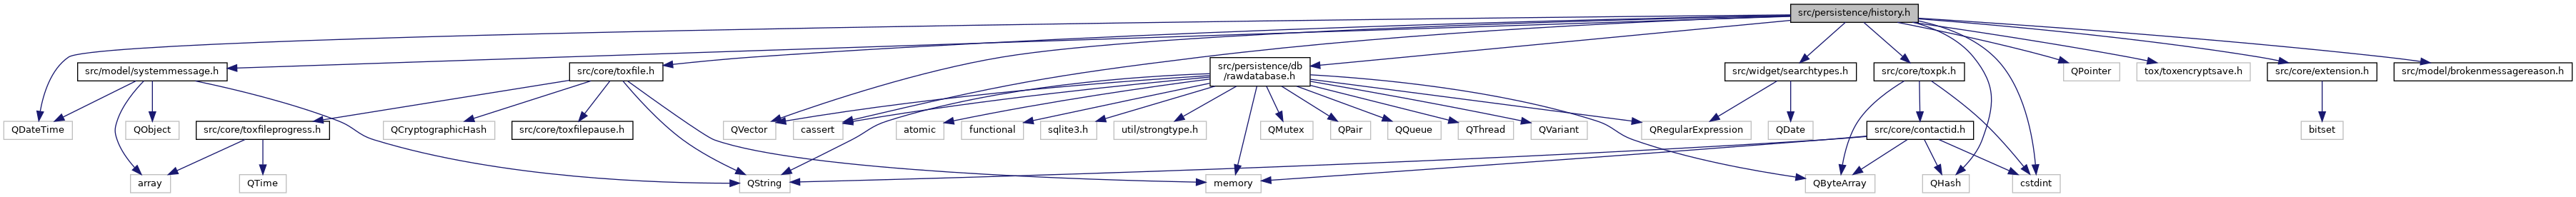 src/persistence/history.h
src/model/systemmessage.h
src/core/toxfile.h
src/persistence/db
/rawdatabase.h
src/widget/searchtypes.h
src/core/toxpk.h
QPointer
tox/toxencryptsave.h
src/core/extension.h
src/model/brokenmessagereason.h
QDateTime
QObject
src/core/toxfileprogress.h
QCryptographicHash
src/core/toxfilepause.h
QVector
cassert
atomic
functional
sqlite3.h
util/strongtype.h
QMutex
QPair
QQueue
QThread
QVariant
QRegularExpression
QDate
src/core/contactid.h
bitset
array
QTime
QString
memory
QByteArray
QHash
cstdint